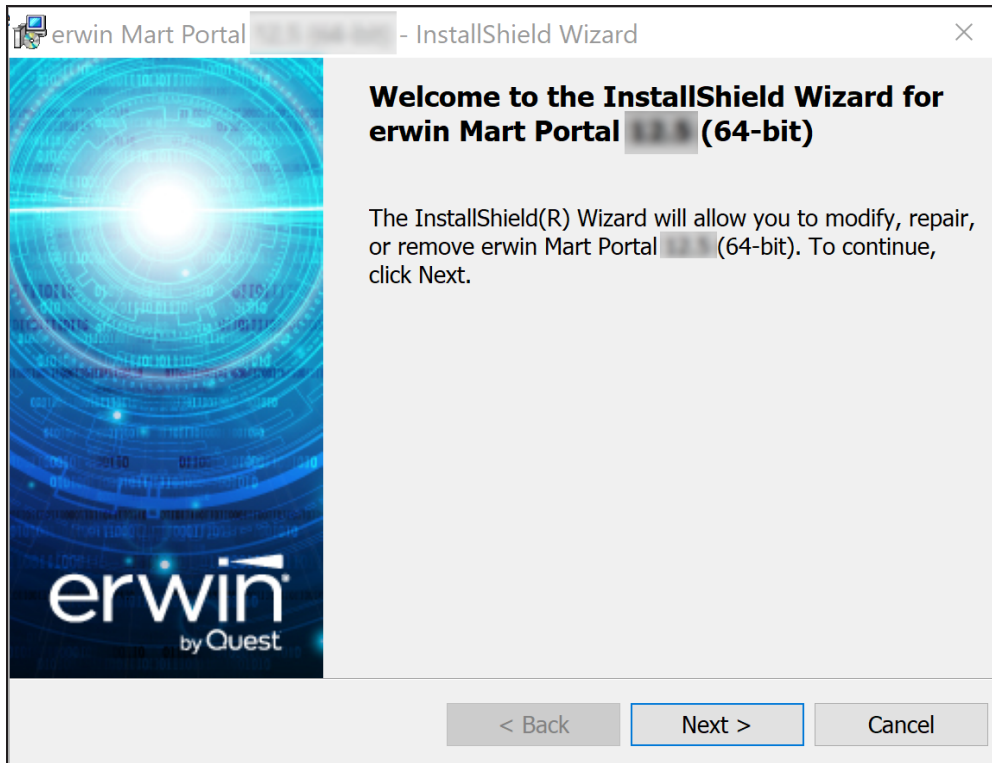 erwin Mart Portal - InstallShield Wizard
Welcome to the InstallShield Wizard for
erwin Mart Portal (64-bit)
The InstallShield(R) Wizard will allow you to modify, repair,
or remove erwin Mart Portal (64-bit). To continue,
click Next.
erwin
by Quest
< Back
Next >
Cancel